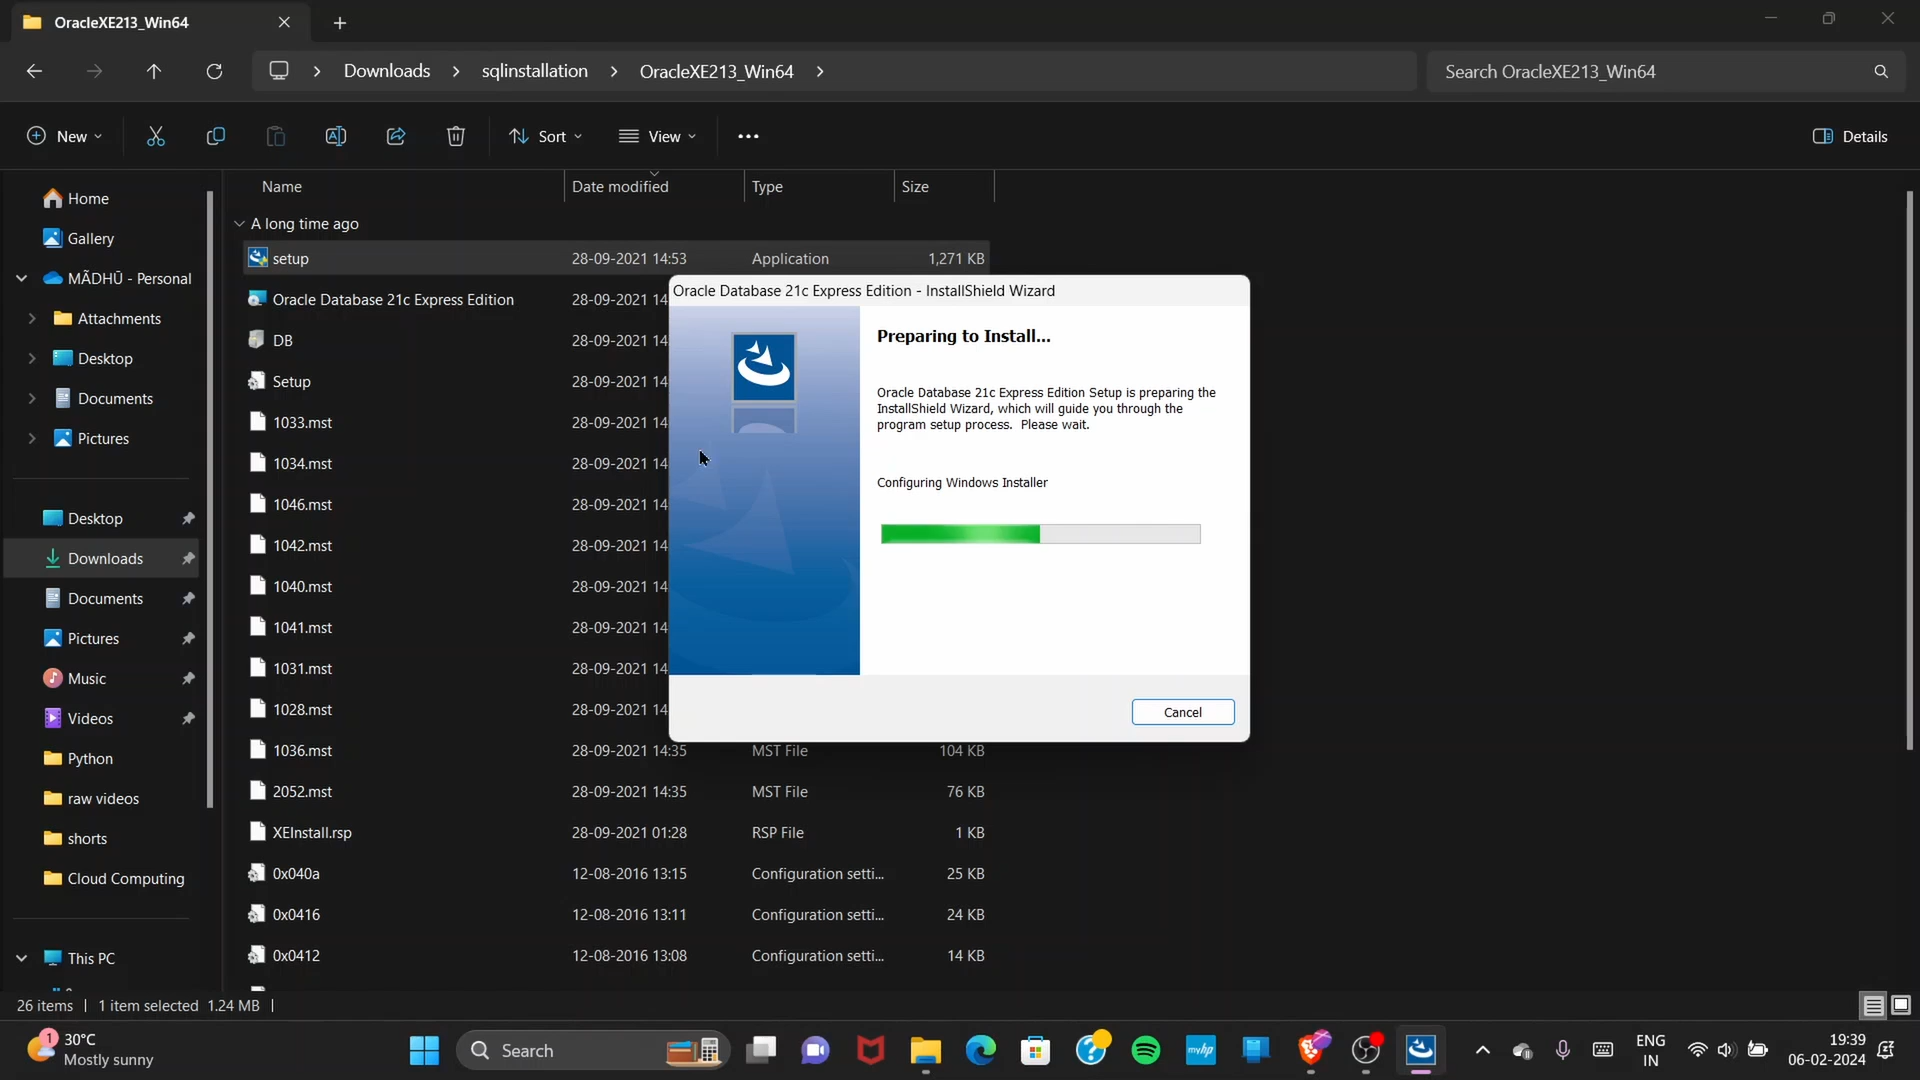 OracleXE213_Win64
Downloads > sqlinstallation > OracleXE213_Win64 >
Search OracleXE213_Win64
New
Sort
View
Details
Name
Date modified
Type
Size
Home
Gallery
MÃDHŪ - Personal
Attachments
Desktop
Documents
Pictures
Desktop
Downloads
Documents
Pictures
Music
Videos
Python
raw videos
shorts
Cloud Computing
This PC
A long time ago
setup 28-09-2021 14:53 Application 1,271 KB
Oracle Database 21c Express Edition 28-09-2021 14
DB 28-09-2021 14
Setup 28-09-2021 14
1033.mst 28-09-2021 14
1034.mst 28-09-2021 14
1046.mst 28-09-2021 14
1042.mst 28-09-2021 14
1040.mst 28-09-2021 14
1041.mst 28-09-2021 14
1031.mst 28-09-2021 14
1028.mst 28-09-2021 14
1036.mst 28-09-2021 14:35 MST File 104 KB
2052.mst 28-09-2021 14:35 MST File 76 KB
XEInstall.rsp 28-09-2021 01:28 RSP File 1 KB
0x040a 12-08-2016 13:15 Configuration setti... 25 KB
0x0416 12-08-2016 13:11 Configuration setti... 24 KB
0x0412 12-08-2016 13:08 Configuration setti... 14 KB
Oracle Database 21c Express Edition - InstallShield Wizard
Preparing to Install...
Oracle Database 21c Express Edition Setup is preparing the
InstallShield Wizard, which will guide you through the
program setup process. Please wait.
Configuring Windows Installer
Cancel
26 items
1 item selected 1.24 MB
1
30°C
Mostly sunny
Search
myhp
ENG
IN
19:39
06-02-2024